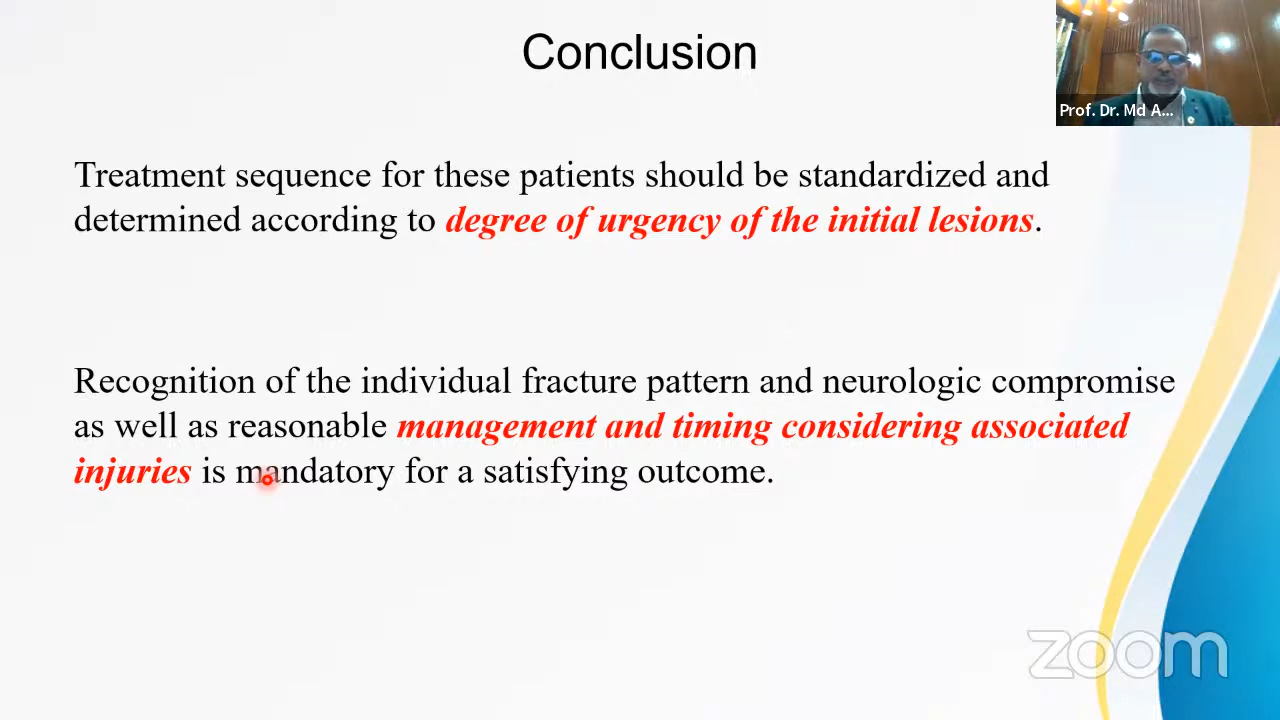 Conclusion
Prof. Dr. Md A...
Treatment sequence for these patients should be standardized and
determined according to degree of urgency of the initial lesions.
Recognition of the individual fracture pattern and neurologic compromise
as well as reasonable management and timing considering associated
injuries is mandatory for a satisfying outcome.
zoom